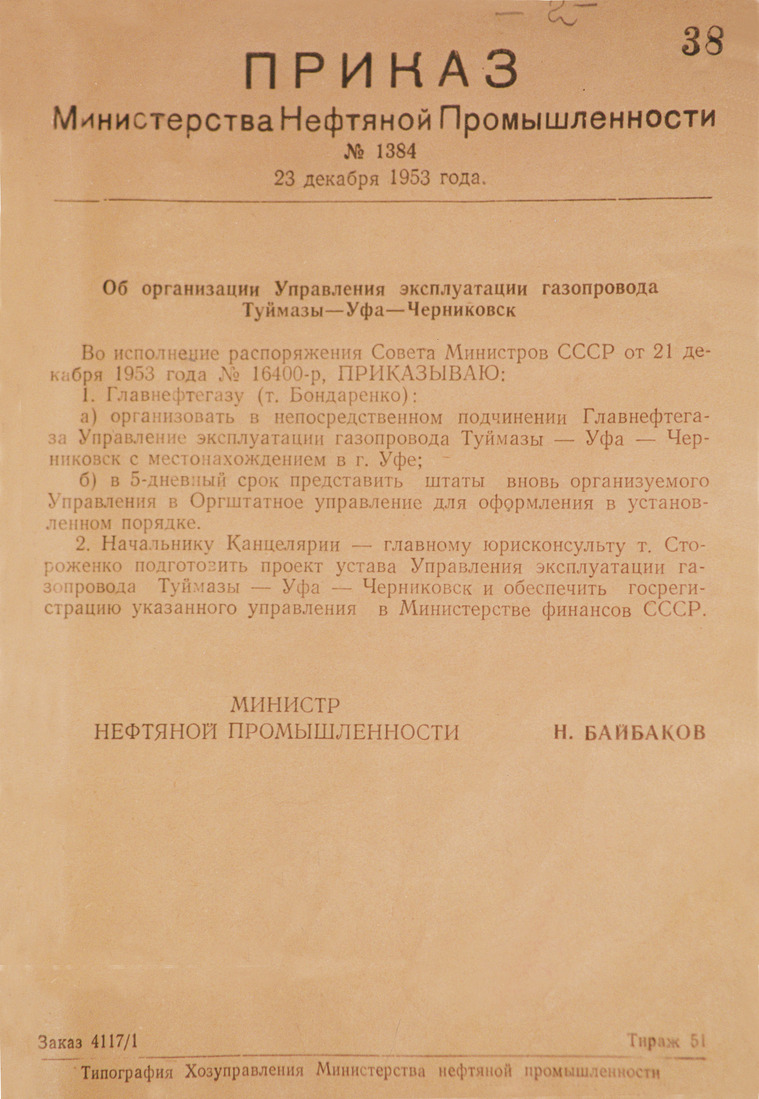 — 2 —
38
ПРИКАЗ
Министерства Нефтяной Промышленности
№ 1384
23 декабря 1953 года.
Об организации Управления эксплуатации газопровода
Туймазы—Уфа—Черниковск
Во исполнение распоряжения Совета Министров СССР от 21 де-
кабря 1953 года № 16400-р, ПРИКАЗЫВАЮ:
1. Главнефтегазу (т. Бондаренко):
а) организовать в непосредственном подчинении Главнефтега-
за Управление эксплуатации газопровода Туймазы — Уфа — Чер-
никовск с местонахождением в г. Уфе;
б) в 5-дневный срок представить штаты вновь организуемого
Управления в Оргштатное управление для оформления в установ-
ленном порядке.
2. Начальнику Канцелярии — главному юрисконсульту т. Сто-
роженко подготовить проект устава Управления эксплуатации га-
зопровода Туймазы — Уфа — Черниковск и обеспечить госреги-
страцию указанного управления в Министерстве финансов СССР.
МИНИСТР
НЕФТЯНОЙ ПРОМЫШЛЕННОСТИ Н. БАЙБАКОВ
Заказ 4117/1 Тираж 51
Типография Хозуправления Министерства нефтяной промышленности